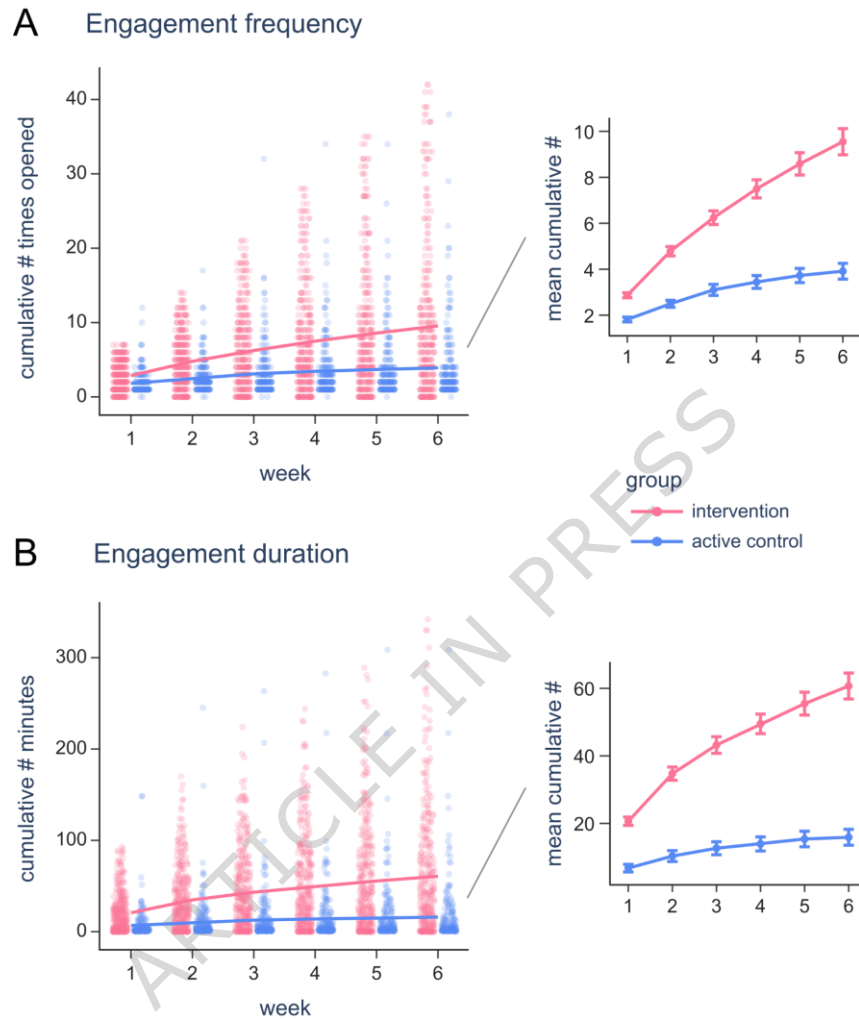 A Engagement frequency
cumulative # times opened
40
30
20
10
0
1 2 3 4 5 6
week
mean cumulative #
10
8
6
4
2
1 2 3 4 5 6
group
intervention
active control
B Engagement duration
cumulative # minutes
300
200
100
0
1 2 3 4 5 6
week
mean cumulative #
60
40
20
1 2 3 4 5 6
ARTICLE IN PRESS